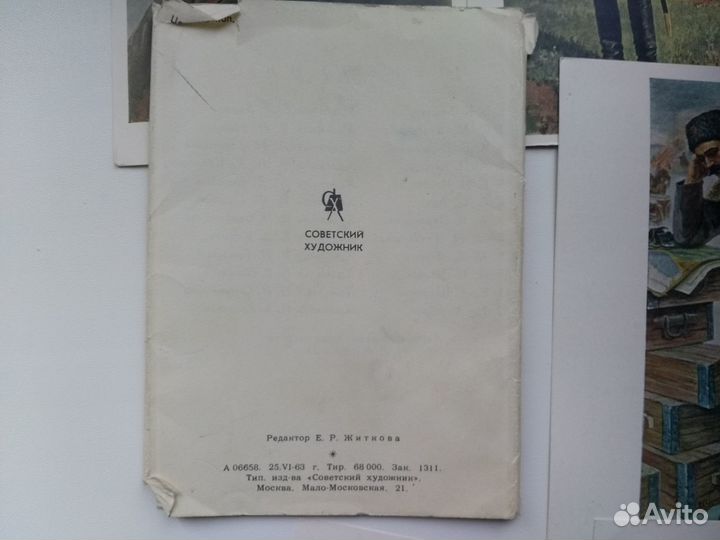 СОВЕТСКИЙ
ХУДОЖНИК
Редактор Е. Р. Житнова
А 06658. 25.VI-63 г. Тир. 68 000. Зак. 1311.
Тип. изд-ва «Советский художник».
Москва. Мало-Московская, 21.
Avito